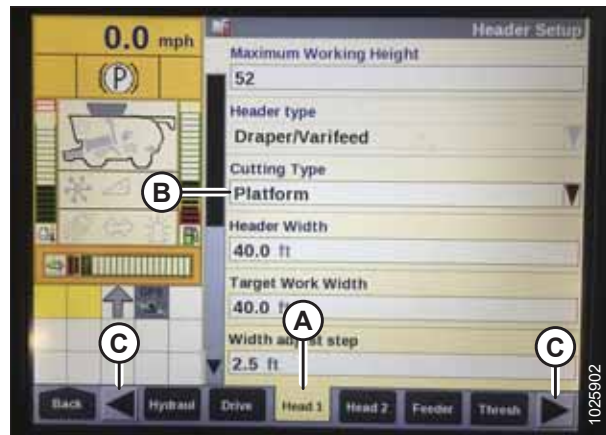 0.0 mph
Header Setup
(P)
Maximum Working Height
52
Header type
Draper/Varifeed
Cutting Type
B
Platform
Header Width
40.0 ft
Target Work Width
40.0 ft
A
Width adjust step
C
C
2.5 ft
Back
Hydraul
Drive
Head 1
Head 2
Feeder
Thresh
1025902